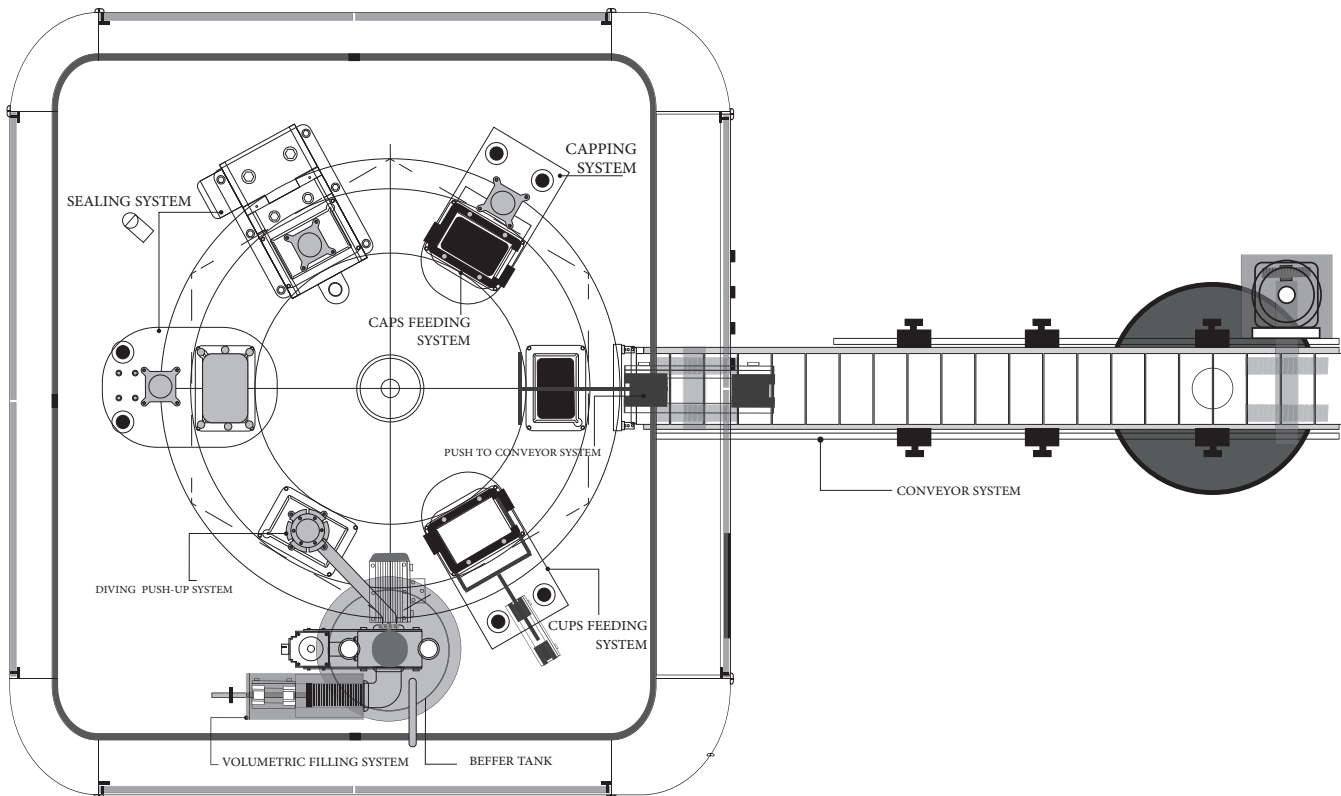 CAPPING
SYSTEM
SEALING SYSTEM
CAPS FEEDING
SYSTEM
PUSH TO CONVEYOR SYSTEM
CONVEYOR SYSTEM
DIVING PUSH-UP SYSTEM
CUPS FEEDING
SYSTEM
VOLUMETRIC FILLING SYSTEM
BEFFER TANK